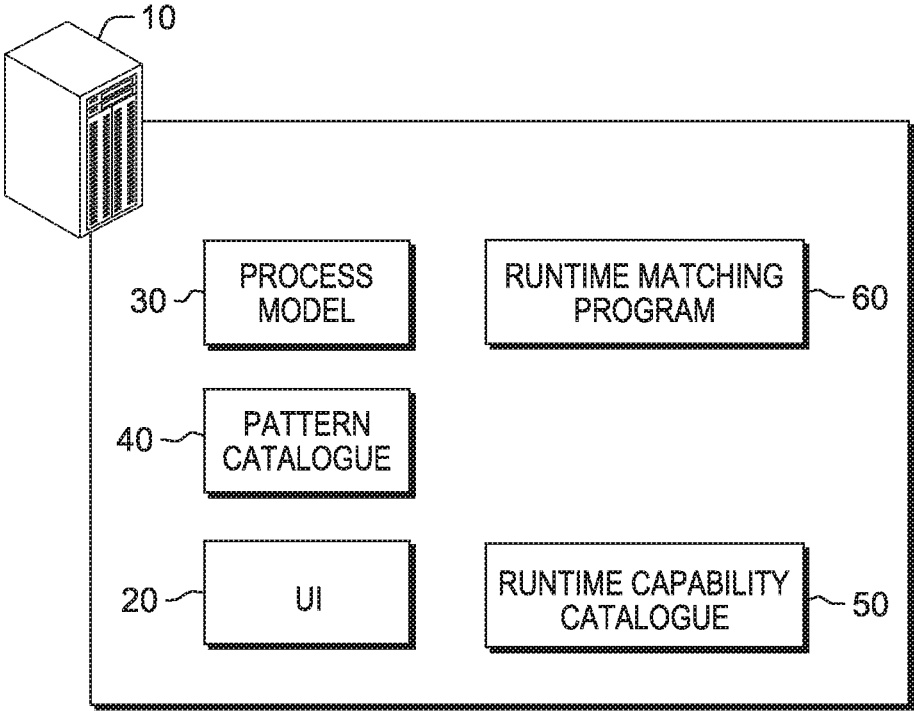 10
PROCESS
MODEL
30
RUNTIME MATCHING
PROGRAM
60
PATTERN
CATALOGUE
40
UI
20
RUNTIME CAPABILITY
CATALOGUE
50